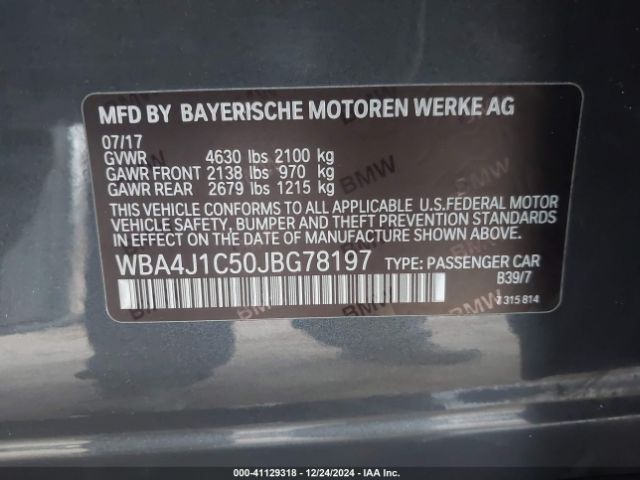 MFD BY BAYERISCHE MOTOREN WERKE AG
07/17
GVWR 4630 lbs 2100 kg
GAWR FRONT 2138 lbs 970 kg
GAWR REAR 2679 lbs 1215 kg
THIS VEHICLE CONFORMS TO ALL APPLICABLE U.S.FEDERAL MOTOR
VEHICLE SAFETY, BUMPER AND THEFT PREVENTION STANDARDS
IN EFFECT ON THE DATE OF MANUFACTURE SHOWN ABOVE.
WBA4J1C50JBG78197 TYPE: PASSENGER CAR
B39/7
7 315 814
BMW
000-41129318 - 12/24/2024 - IAA Inc.